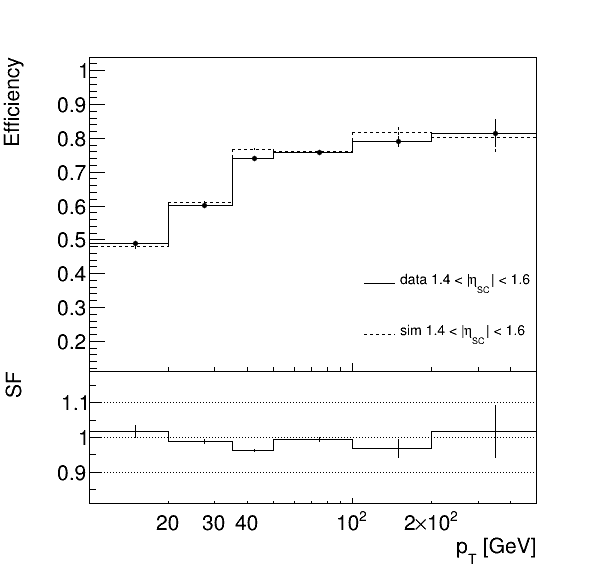 Efficiency
1
0.9
0.8
0.7
0.6
0.5
0.4
0.3
0.2
data 1.4 < |η_SC| < 1.6
sim 1.4 < |η_SC| < 1.6
SF
1.1
1
0.9
20 30 40 10² 2×10²
p_T [GeV]